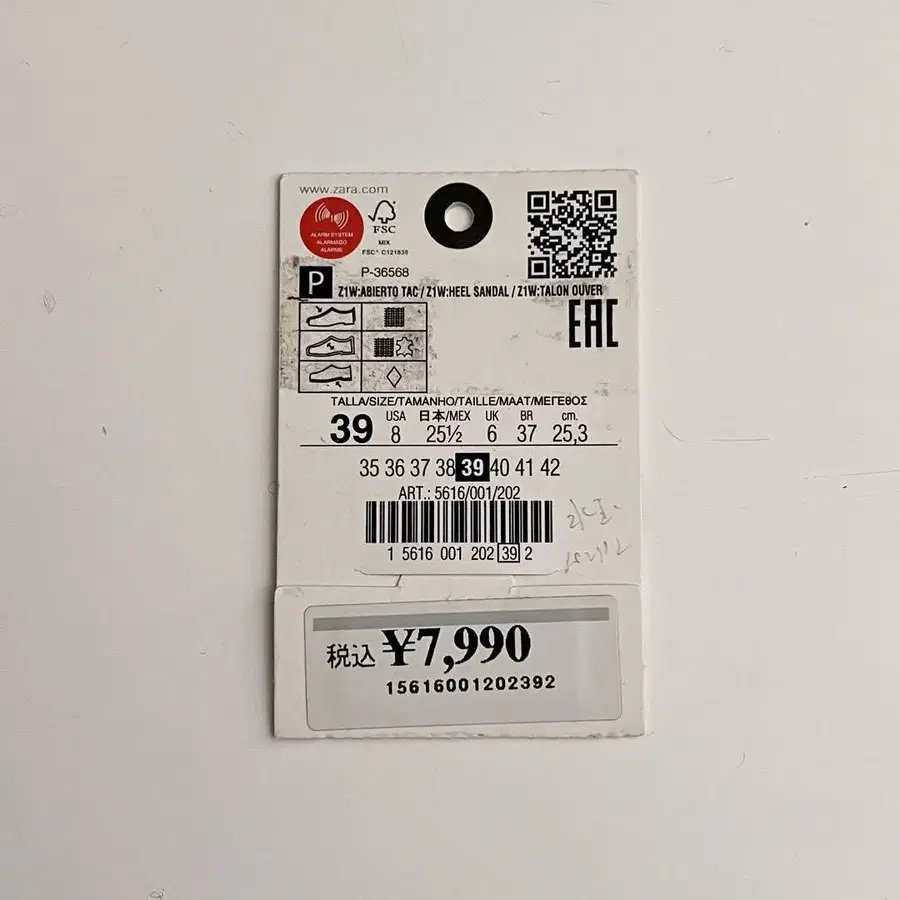 www.zara.com
ALARM SYSTEM
ALARMADO
ALARME
FSC
MIX
FSC® C121839
P
P-36568
Z1W:ABIERTO TAC / Z1W:HEEL SANDAL / Z1W:TALON OUVER
EAC
TALLA/SIZE/TAMANHO/TAILLE/MAAT/ΜΕΓΕΘΟΣ
USA 日本/MEX UK BR cm.
39 8 25½ 6 37 25,3
35 36 37 38 39 40 41 42
ART.: 5616/001/202
1 5616 001 202 39 2
税込 ¥7,990
15616001202392